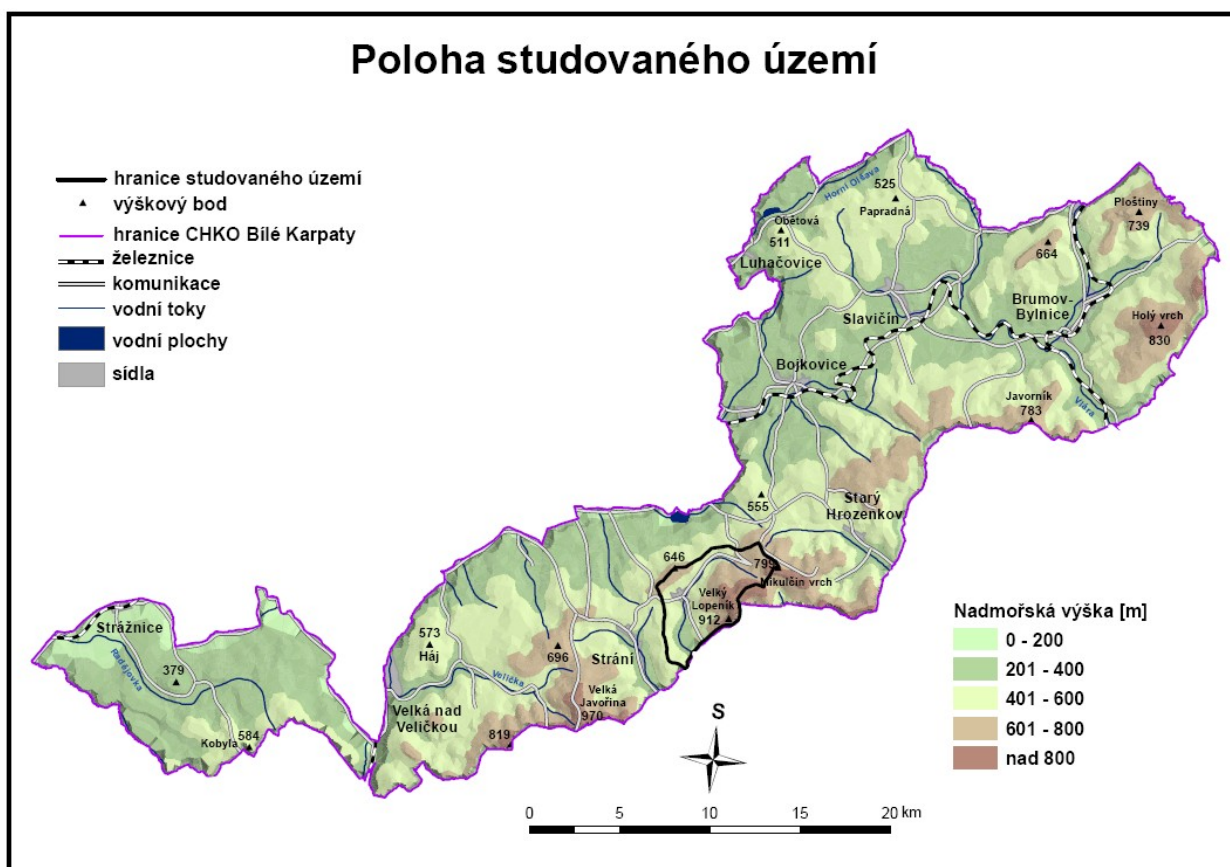 Poloha studovaného území
hranice studovaného území
výškový bod
hranice CHKO Bílé Karpaty
železnice
komunikace
vodní toky
vodní plochy
sídla
Horní Olšava
525
Papradná
Obětová
511
Luhačovice
Ploštiny
739
664
Brumov-
Bylnice
Holý vrch
830
Slavičín
Bojkovice
Javorník
783
Vlára
555
Starý
Hrozenkov
646
799
Mikulčin vrch
Velký
Lopeník
912
Strážnice
Radějovka
379
Kobyla
584
573
Háj
696
Strání
Velička
Velká
Javořina
970
Velká nad
Veličkou
819
Nadmořská výška [m]
0 - 200
201 - 400
401 - 600
601 - 800
nad 800
S
0 5 10 15 20 km